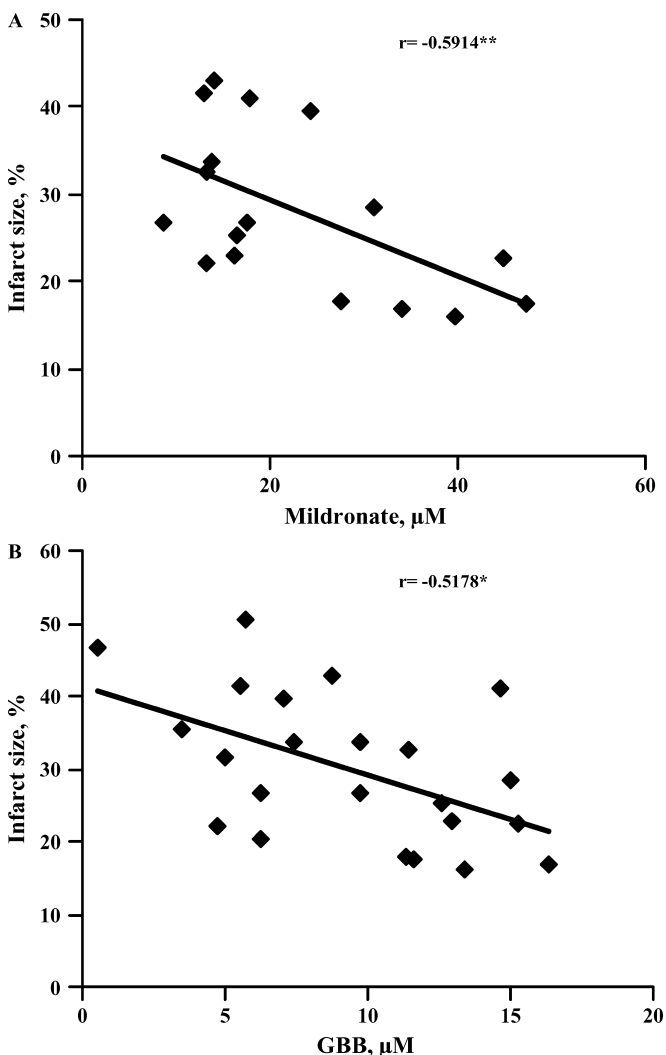 A
50
r= -0.5914**
40
30
20
10
0
Infarct size, %
0 20 40 60
Mildronate, µM
B
60
r= -0.5178*
50
40
30
20
10
0
Infarct size, %
0 5 10 15 20
GBB, µM